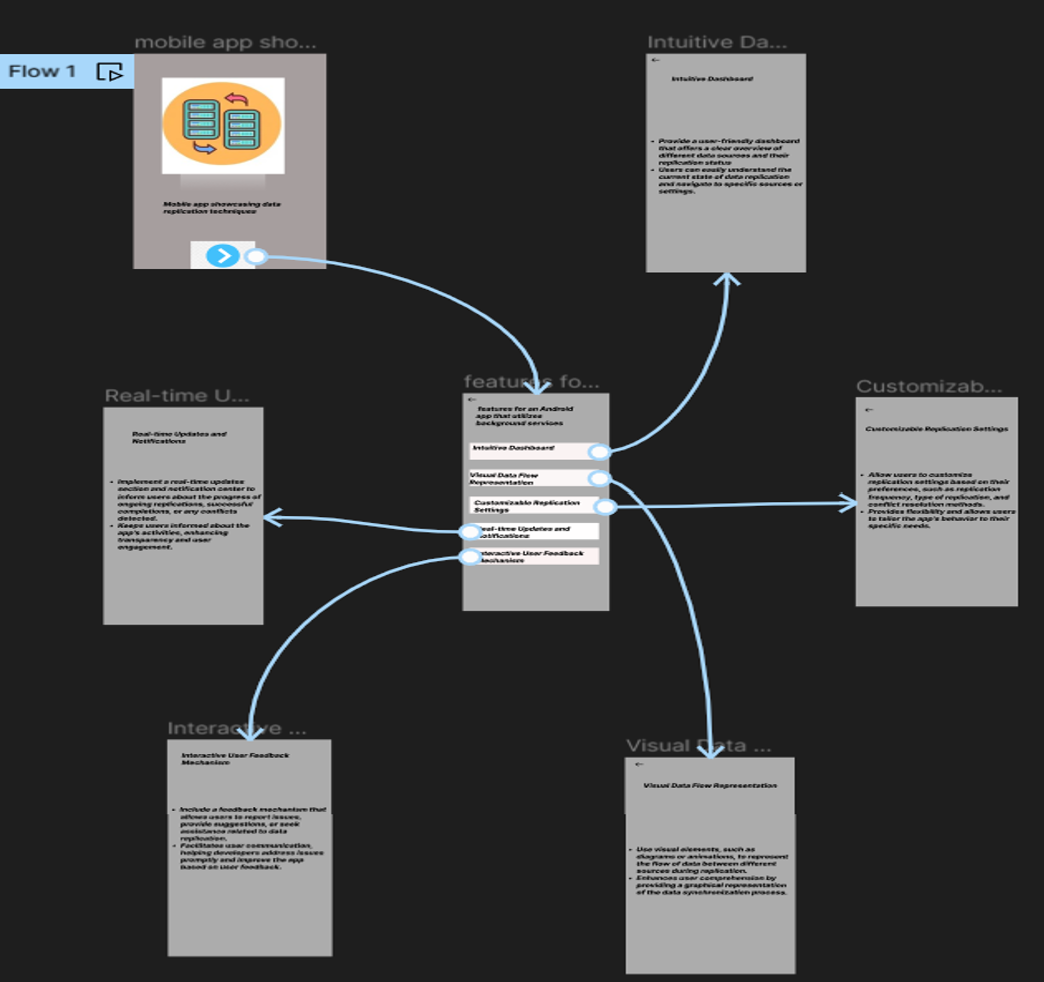 mobile app sho...
Flow 1
Mobile app showcasing data
replication techniques
Intuitive Da...
←
Intuitive Dashboard
• Provide a user-friendly dashboard
that offers a clear overview of
different data sources and their
replication status
• Users can easily understand the
current state of data replication
and navigate to specific sources or
settings.
Real-time U...
Real-time Updates and
Notifications
• Implement a real-time updates
section and notification center to
inform users about the progress of
ongoing replications, successful
completions, or any conflicts
detected.
• Keeps users informed about the
app's activities, enhancing
transparency and user
engagement.
features fo...
←
features for an Android
app that utilizes
background services
Intuitive Dashboard
Visual Data Flow
Representation
Customizable Replication
Settings
Real-time Updates and
Notifications
Interactive User Feedback
Mechanism
Customizab...
←
Customizable Replication Settings
• Allow users to customize
replication settings based on their
preferences, such as replication
frequency, type of replication, and
conflict resolution methods.
• Provides flexibility and allows users
to tailor the app's behavior to their
specific needs.
Interactive ...
Interactive User Feedback
Mechanism
• Include a feedback mechanism that
allows users to report issues,
provide suggestions, or seek
assistance related to data
replication.
• Facilitates user communication,
helping developers address issues
promptly and improve the app
based on user feedback.
Visual Data ...
←
Visual Data Flow Representation
• Use visual elements, such as
diagrams or animations, to represent
the flow of data between different
sources during replication.
• Enhances user comprehension by
providing a graphical representation
of the data synchronization process.